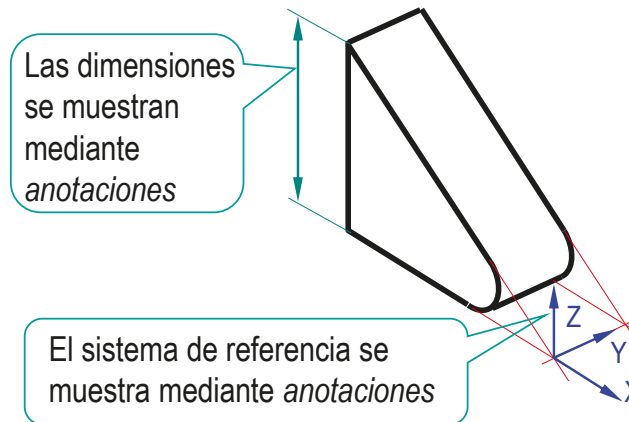 Las dimensiones
se muestran
mediante
anotaciones
Z
Y
X
El sistema de referencia se
muestra mediante anotaciones